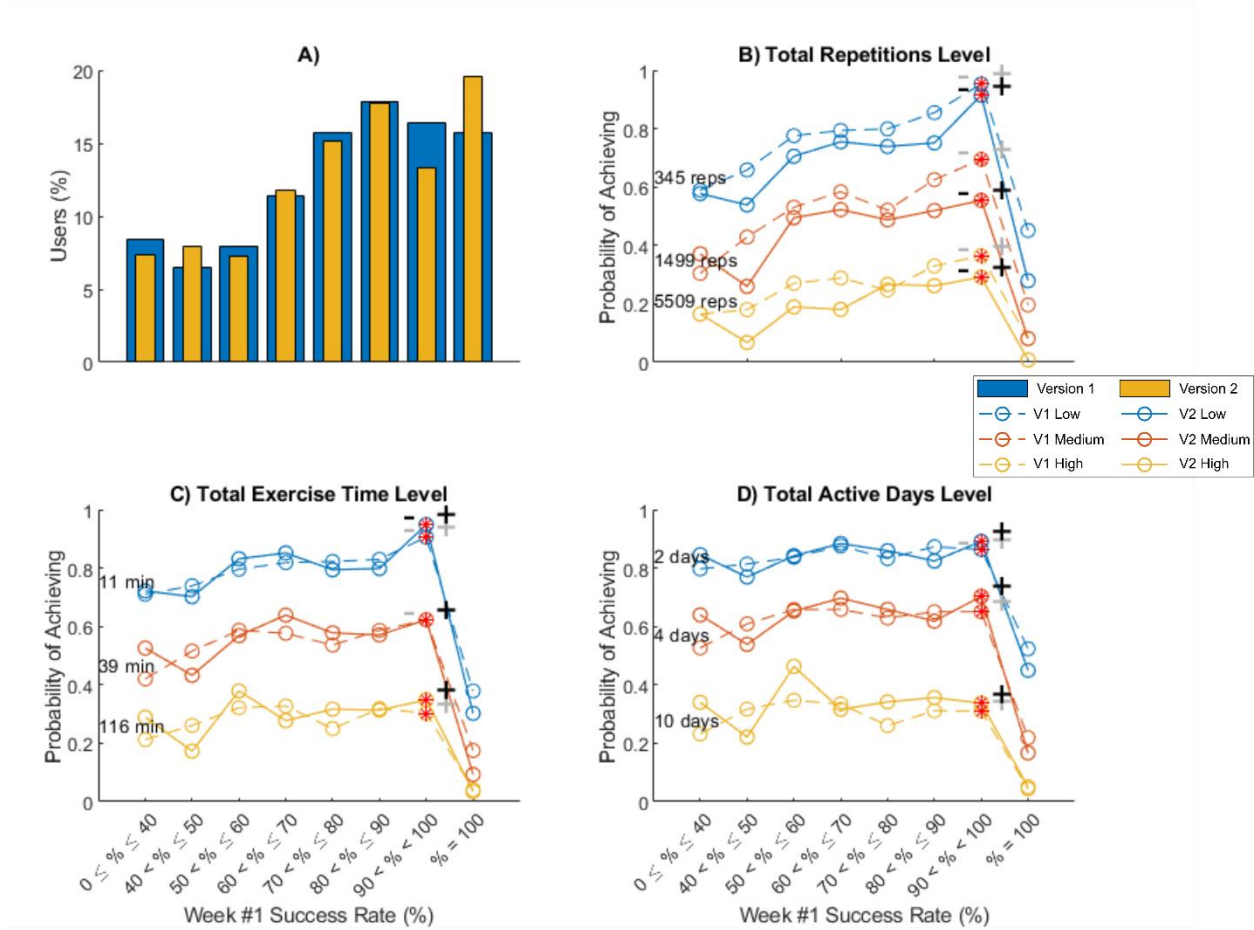 A)
20
15
10
5
0
Users (%)
B) Total Repetitions Level
1
0.8
0.6
0.4
0.2
0
Probability of Achieving
345 reps
1499 reps
5509 reps
Version 1
Version 2
V1 Low
V2 Low
V1 Medium
V2 Medium
V1 High
V2 High
C) Total Exercise Time Level
1
0.8
0.6
0.4
0.2
0
Probability of Achieving
11 min
39 min
116 min
0 ≤ % ≤ 40
40 < % ≤ 50
50 < % ≤ 60
60 < % ≤ 70
70 < % ≤ 80
80 < % ≤ 90
90 < % < 100
% = 100
Week #1 Success Rate (%)
D) Total Active Days Level
1
0.8
0.6
0.4
0.2
0
Probability of Achieving
2 days
4 days
10 days
0 ≤ % ≤ 40
40 < % ≤ 50
50 < % ≤ 60
60 < % ≤ 70
70 < % ≤ 80
80 < % ≤ 90
90 < % < 100
% = 100
Week #1 Success Rate (%)